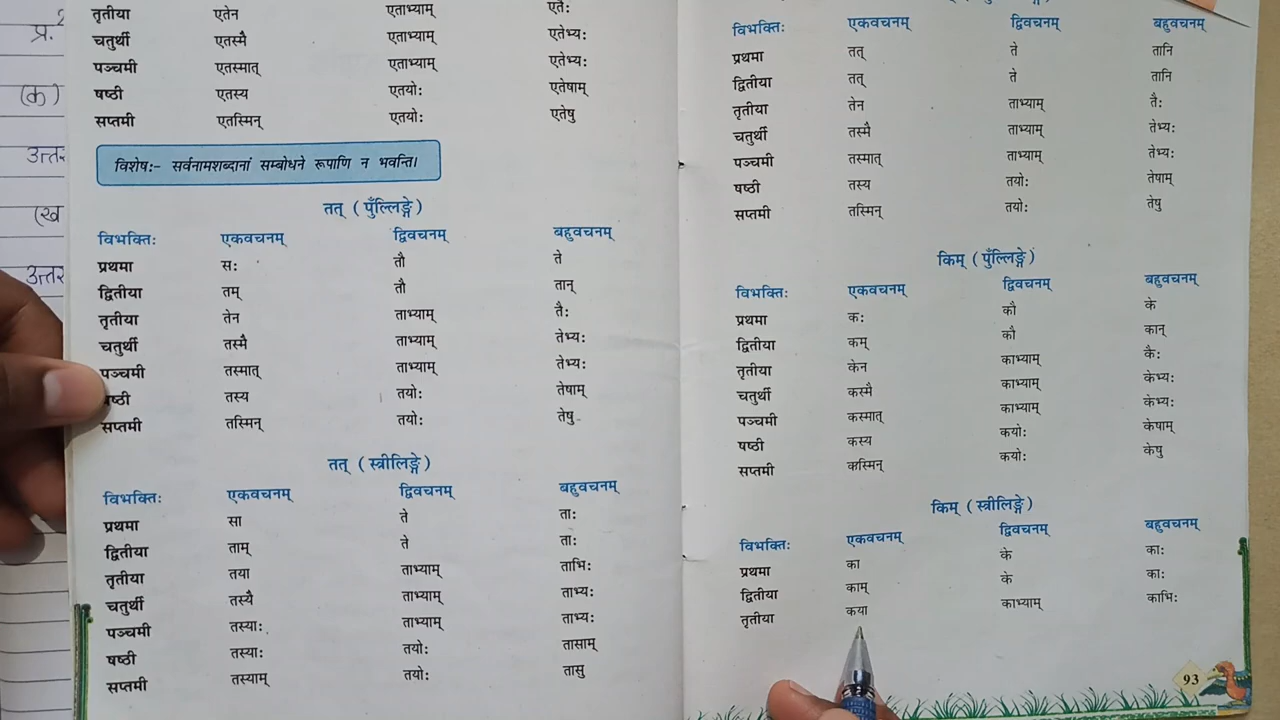 प्र.
(क)
उत्तर
(ख
उत्तर
तृतीया एतेन एताभ्याम् एतैः
चतुर्थी एतस्मै एताभ्याम् एतेभ्यः
पञ्चमी एतस्मात् एताभ्याम् एतेभ्यः
षष्ठी एतस्य एतयोः एतेषाम्
सप्तमी एतस्मिन् एतयोः एतेषु
विशेषः- सर्वनामशब्दानां सम्बोधने रूपाणि न भवन्ति।
तत् (पुँल्लिङ्गे)
विभक्तिः एकवचनम् द्विवचनम् बहुवचनम्
प्रथमा सः तौ ते
द्वितीया तम् तौ तान्
तृतीया तेन ताभ्याम् तैः
चतुर्थी तस्मै ताभ्याम् तेभ्यः
पञ्चमी तस्मात् ताभ्याम् तेभ्यः
षष्ठी तस्य तयोः तेषाम्
सप्तमी तस्मिन् तयोः तेषु
तत् (स्त्रीलिङ्गे)
विभक्तिः एकवचनम् द्विवचनम् बहुवचनम्
प्रथमा सा ते ताः
द्वितीया ताम् ते ताः
तृतीया तया ताभ्याम् ताभिः
चतुर्थी तस्यै ताभ्याम् ताभ्यः
पञ्चमी तस्याः ताभ्याम् ताभ्यः
षष्ठी तस्याः तयोः तासाम्
सप्तमी तस्याम् तयोः तासु
विभक्तिः एकवचनम् द्विवचनम् बहुवचनम्
प्रथमा तत् ते तानि
द्वितीया तत् ते तानि
तृतीया तेन ताभ्याम् तैः
चतुर्थी तस्मै ताभ्याम् तेभ्यः
पञ्चमी तस्मात् ताभ्याम् तेभ्यः
षष्ठी तस्य तयोः तेषाम्
सप्तमी तस्मिन् तयोः तेषु
किम् (पुँल्लिङ्गे)
विभक्तिः एकवचनम् द्विवचनम् बहुवचनम्
प्रथमा कः कौ के
द्वितीया कम् कौ कान्
तृतीया केन काभ्याम् कैः
चतुर्थी कस्मै काभ्याम् केभ्यः
पञ्चमी कस्मात् काभ्याम् केभ्यः
षष्ठी कस्य कयोः केषाम्
सप्तमी कस्मिन् कयोः केषु
किम् (स्त्रीलिङ्गे)
विभक्तिः एकवचनम् द्विवचनम् बहुवचनम्
प्रथमा का के काः
द्वितीया काम् के काः
तृतीया कया काभ्याम् काभिः
93